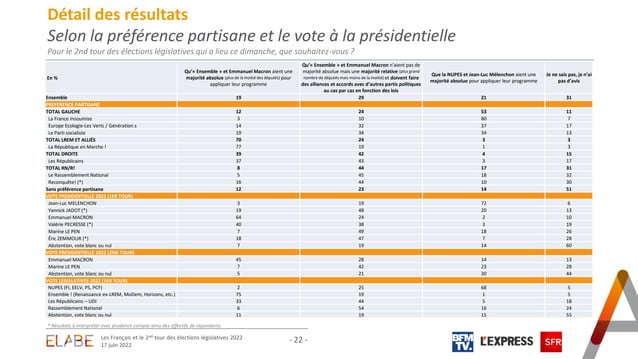 Détail des résultats
Selon la préférence partisane et le vote à la présidentielle
Pour le 2nd tour des élections législatives qui a lieu ce dimanche, que souhaitez-vous ?
En % Qu'« Ensemble » et Emmanuel Macron aient une majorité absolue (plus de la moitié des députés) pour appliquer leur programme Qu'« Ensemble » et Emmanuel Macron n'aient pas de majorité absolue mais une majorité relative (plus grand nombre de députés mais moins de la moitié) et doivent faire des alliances et accords avec d'autres partis politiques au cas par cas en fonction des lois Que la NUPES et Jean-Luc Mélenchon aient une majorité absolue pour appliquer leur programme Je ne sais pas, je n'ai pas d'avis
Ensemble 19 29 21 31
PREFERENCE PARTISANE
TOTAL GAUCHE 12 24 53 11
La France Insoumise 3 10 80 7
Europe Ecologie-Les Verts / Génération.s 14 32 37 17
Le Parti socialiste 19 34 34 13
TOTAL LREM ET ALLIÉS 70 24 3 3
La République en Marche ! 77 19 1 3
TOTAL DROITE 39 42 4 15
Les Républicains 37 43 3 17
TOTAL RN/R! 8 44 17 31
Le Rassemblement National 5 45 18 32
Reconquête! (*) 16 44 10 30
Sans préférence partisane 12 23 14 51
VOTE PRESIDENTIELLE 2022 (1ER TOUR)
Jean-Luc MELENCHON 3 19 72 6
Yannick JADOT (*) 19 48 20 13
Emmanuel MACRON 64 24 2 10
Valérie PECRESSE (*) 40 38 3 19
Marine LE PEN 7 49 18 26
Éric ZEMMOUR (*) 18 47 7 28
Abstention, vote blanc ou nul 7 19 14 60
VOTE PRESIDENTIELLE 2022 (2ND TOUR)
Emmanuel MACRON 45 28 14 13
Marine LE PEN 7 42 23 28
Abstention, vote blanc ou nul 5 21 30 44
VOTE LEGISLATIVES 2022 (1ER TOUR)
NUPES (FI, EELV, PS, PCF) 2 25 68 5
Ensemble ! (Renaissance ex-LREM, MoDem, Horizons, etc.) 75 19 1 5
Les Républicains – UDI 33 44 5 18
Rassemblement National 6 54 16 24
Abstention, vote blanc ou nul 11 19 15 55
* Résultats à interpréter avec prudence compte-tenu des effectifs de répondants
ELABE
Les Français et le 2nd tour des élections législatives 2022
17 juin 2022
- 22 -
BFM TV.
L'EXPRESS
SFR